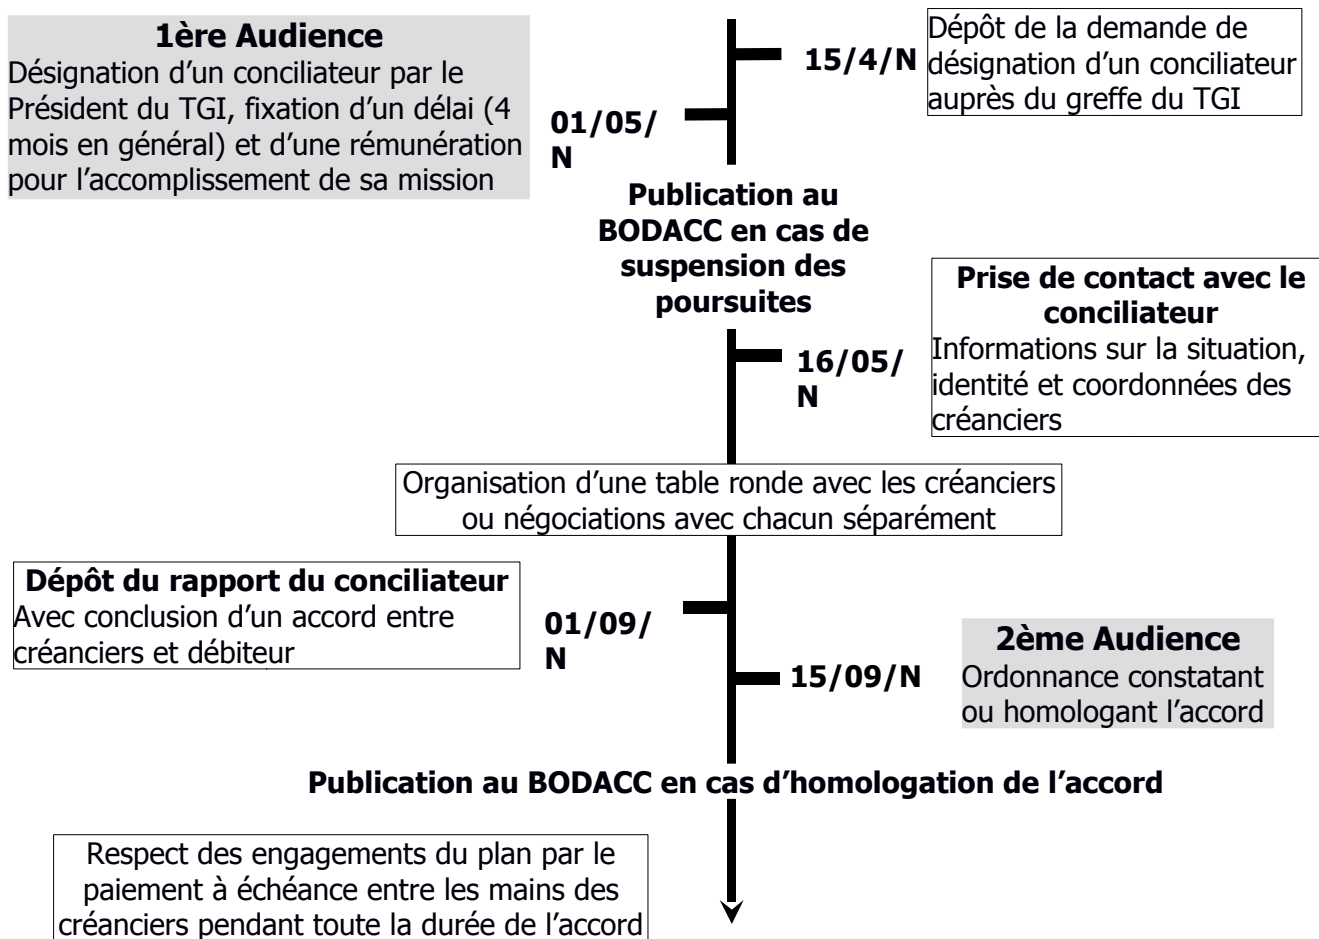 1ère Audience
Désignation d’un conciliateur par le
Président du TGI, fixation d’un délai (4
mois en général) et d’une rémunération
pour l’accomplissement de sa mission
15/4/N
Dépôt de la demande de
désignation d’un conciliateur
auprès du greffe du TGI
01/05/
N
Publication au
BODACC en cas de
suspension des
poursuites
16/05/
N
Prise de contact avec le
conciliateur
Informations sur la situation,
identité et coordonnées des
créanciers
Organisation d’une table ronde avec les créanciers
ou négociations avec chacun séparément
Dépôt du rapport du conciliateur
Avec conclusion d’un accord entre
créanciers et débiteur
01/09/
N
15/09/N
2ème Audience
Ordonnance constatant
ou homologant l’accord
Publication au BODACC en cas d’homologation de l’accord
Respect des engagements du plan par le
paiement à échéance entre les mains des
créanciers pendant toute la durée de l’accord